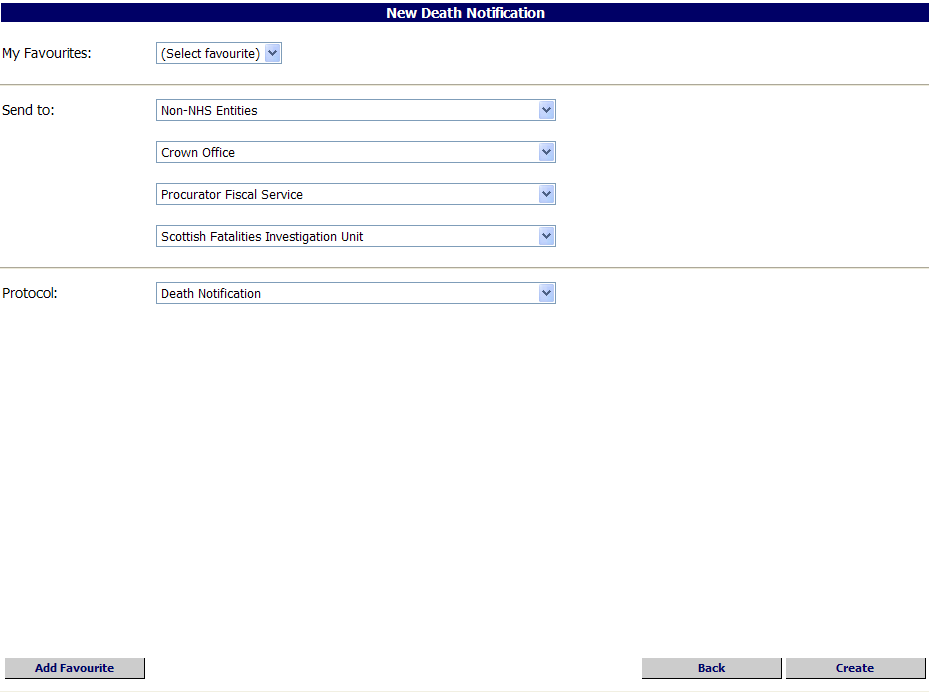 New Death Notification
My Favourites: (Select favourite)
Send to: Non-NHS Entities
Crown Office
Procurator Fiscal Service
Scottish Fatalities Investigation Unit
Protocol: Death Notification
Add Favourite Back Create